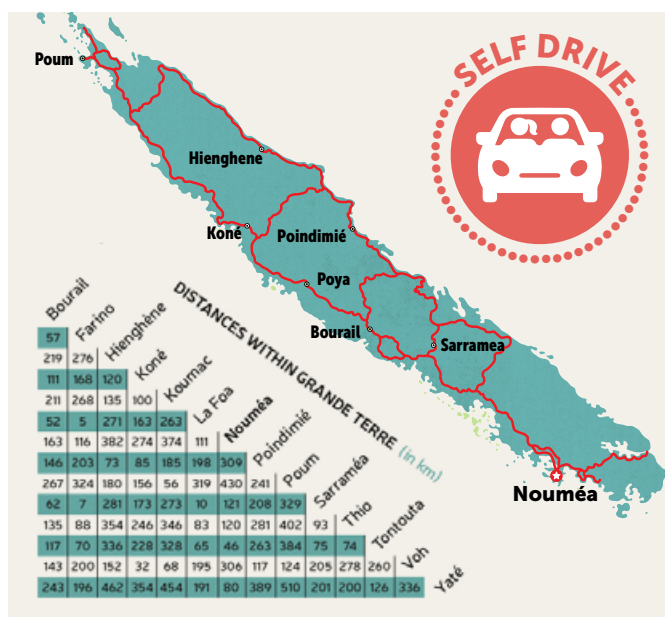 SELF DRIVE
Poum
Hienghene
Koné
Poindimié
Poya
Bourail
Sarramea
Nouméa
DISTANCES WITHIN GRANDE TERRE (in km)
Bourail
57 Farino
219 276 Hienghène
111 168 120 Koné
211 268 135 100 Koumac
52 5 271 163 263 La Foa
163 116 382 274 374 111 Nouméa
146 203 73 85 185 198 309 Poindimié
267 324 180 156 56 319 430 241 Poum
62 7 281 173 273 10 121 208 329 Sarraméa
135 88 354 246 346 83 120 281 402 93 Thio
117 70 336 228 328 65 46 263 384 75 74 Tontouta
143 200 152 32 68 195 306 117 124 205 278 260 Voh
243 196 462 354 454 191 80 389 510 201 200 126 336 Yaté